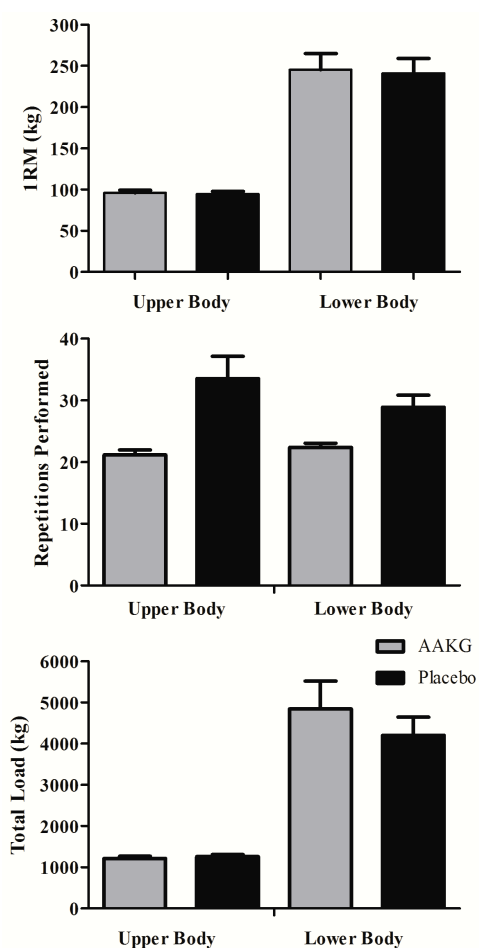 300
250
200
150
100
50
0
1RM (kg)
Upper Body Lower Body
40
30
20
10
0
Repetitions Performed
Upper Body Lower Body
AAKG
Placebo
6000
5000
4000
3000
2000
1000
0
Total Load (kg)
Upper Body Lower Body